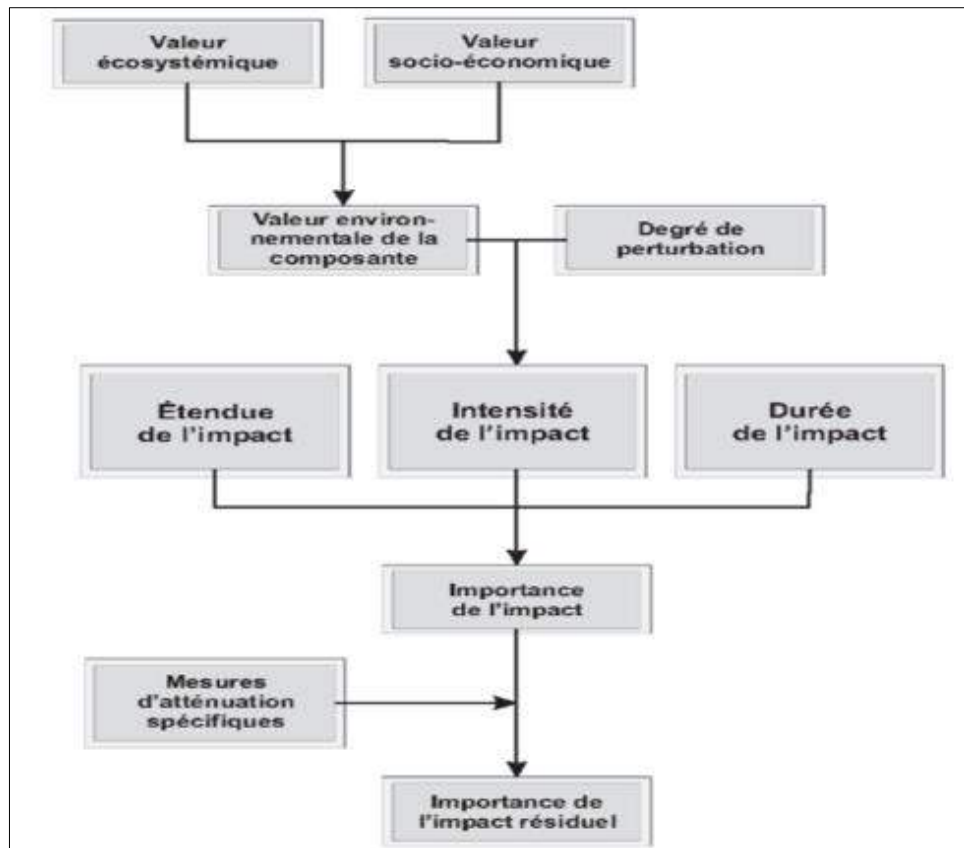 Valeur
écosystémique
Valeur
socio-économique
Valeur environ-
nementale de la
composante
Degré de
perturbation
Étendue
de l'impact
Intensité
de l'impact
Durée
de l'impact
Importance
de l'impact
Mesures
d'atténuation
spécifiques
Importance de
l'impact résiduel